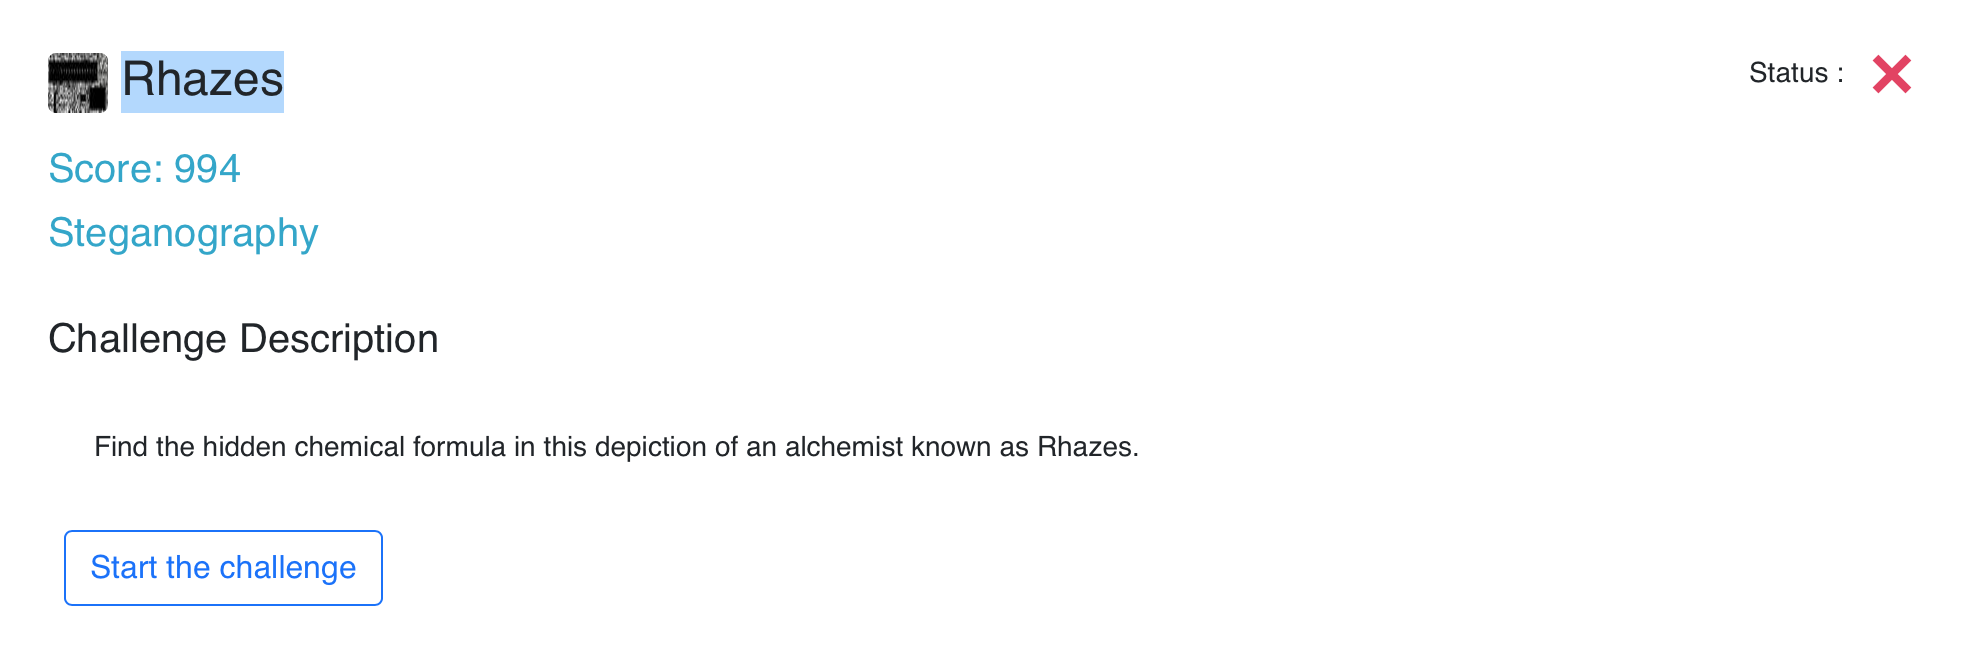 Rhazes
Status :
Score: 994
Steganography
Challenge Description
Find the hidden chemical formula in this depiction of an alchemist known as Rhazes.
Start the challenge